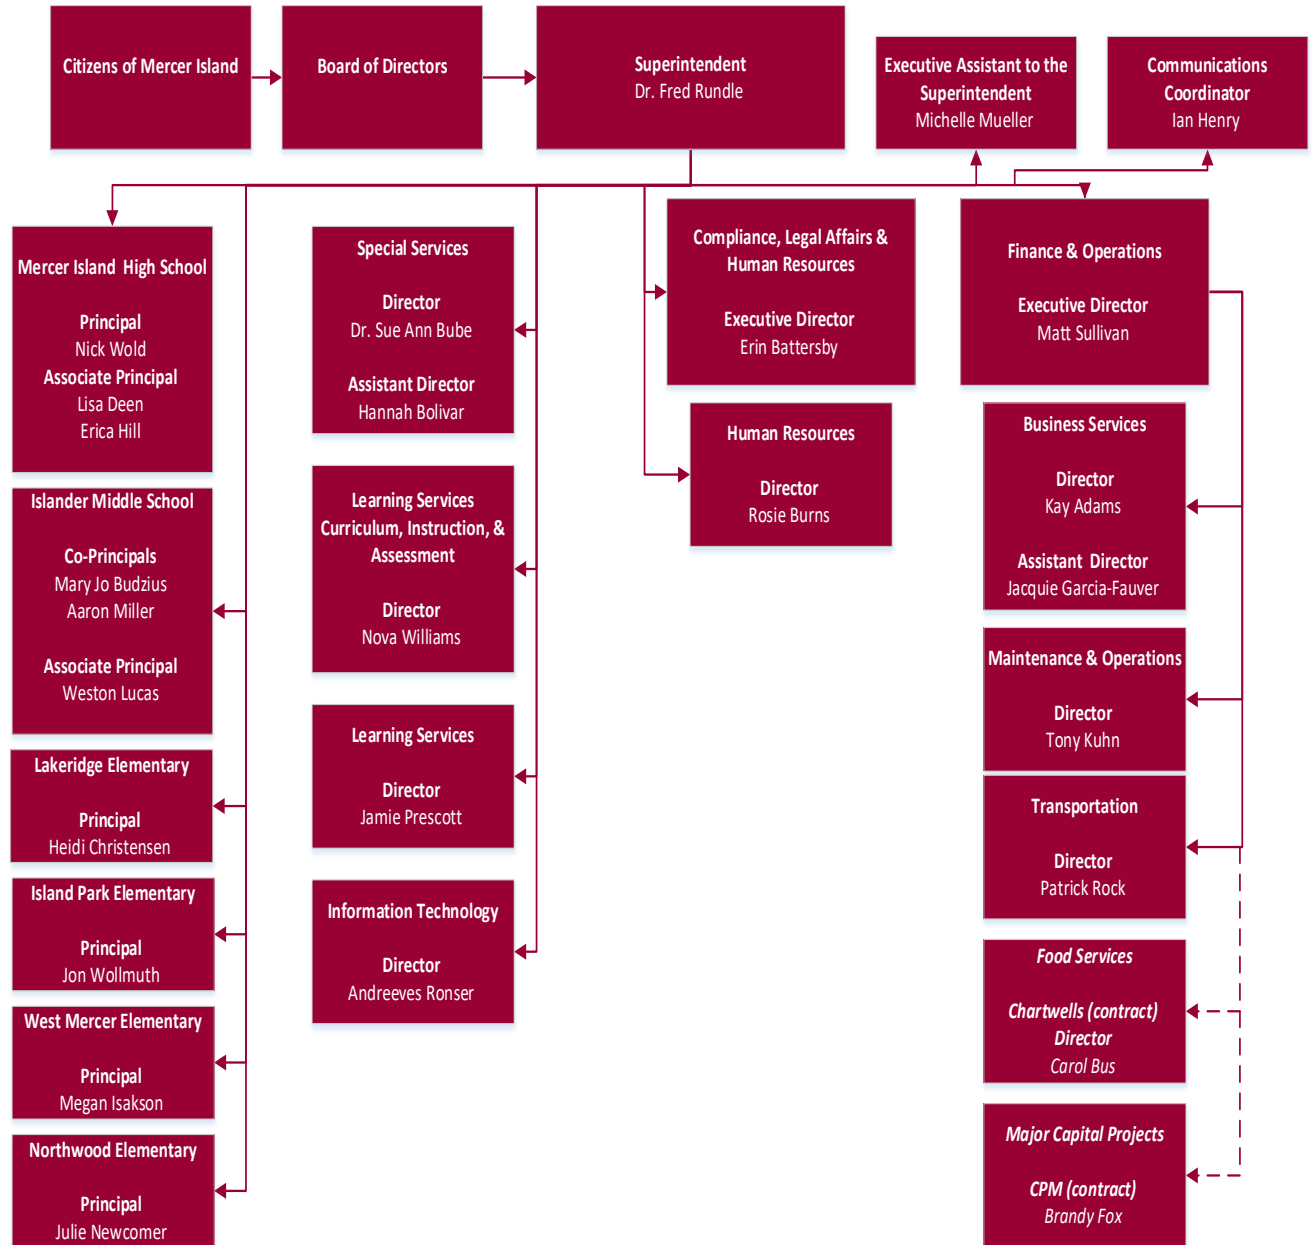 Citizens of Mercer Island
Board of Directors
Superintendent
Dr. Fred Rundle
Executive Assistant to the
Superintendent
Michelle Mueller
Communications
Coordinator
Ian Henry
Mercer Island High School
Principal
Nick Wold
Associate Principal
Lisa Deen
Erica Hill
Islander Middle School
Co-Principals
Mary Jo Budzius
Aaron Miller
Associate Principal
Weston Lucas
Lakeridge Elementary
Principal
Heidi Christensen
Island Park Elementary
Principal
Jon Wollmuth
West Mercer Elementary
Principal
Megan Isakson
Northwood Elementary
Principal
Julie Newcomer
Special Services
Director
Dr. Sue Ann Bube
Assistant Director
Hannah Bolivar
Learning Services
Curriculum, Instruction, &
Assessment
Director
Nova Williams
Learning Services
Director
Jamie Prescott
Information Technology
Director
Andreeves Ronser
Compliance, Legal Affairs &
Human Resources
Executive Director
Erin Battersby
Human Resources
Director
Rosie Burns
Finance & Operations
Executive Director
Matt Sullivan
Business Services
Director
Kay Adams
Assistant Director
Jacquie Garcia-Fauver
Maintenance & Operations
Director
Tony Kuhn
Transportation
Director
Patrick Rock
Food Services
Chartwells (contract)
Director
Carol Bus
Major Capital Projects
CPM (contract)
Brandy Fox